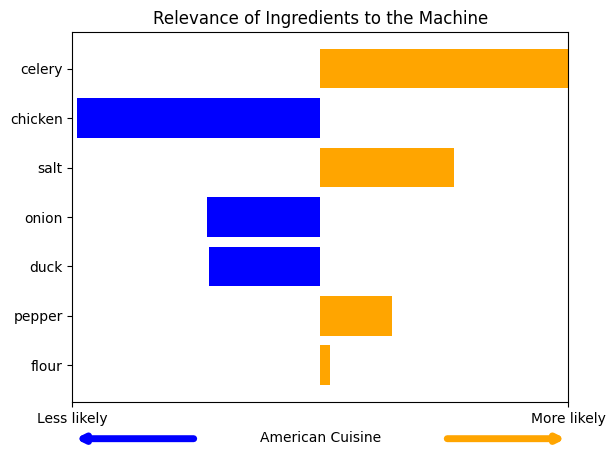 Relevance of Ingredients to the Machine
celery
chicken
salt
onion
duck
pepper
flour
Less likely More likely
American Cuisine